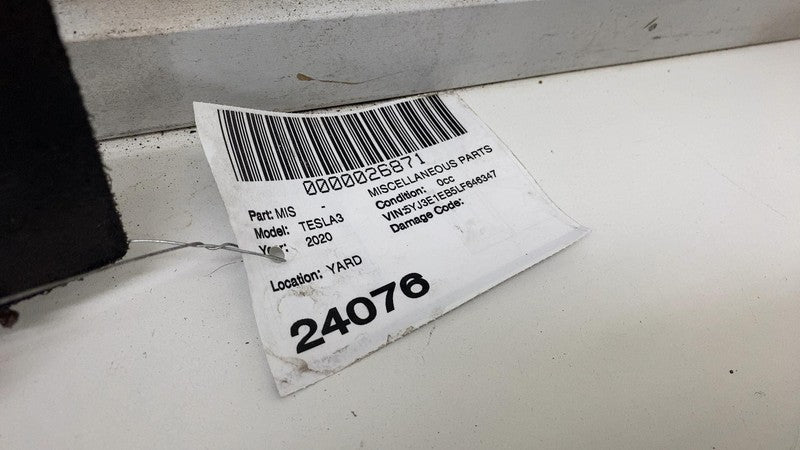 0000026871
Part: MIS - MISCELLANEOUS PARTS
Model: TESLA3 Condition: 0cc
Year: 2020 VIN:5YJ3E1EB5LF646347
Damage Code:
Location: YARD
24076